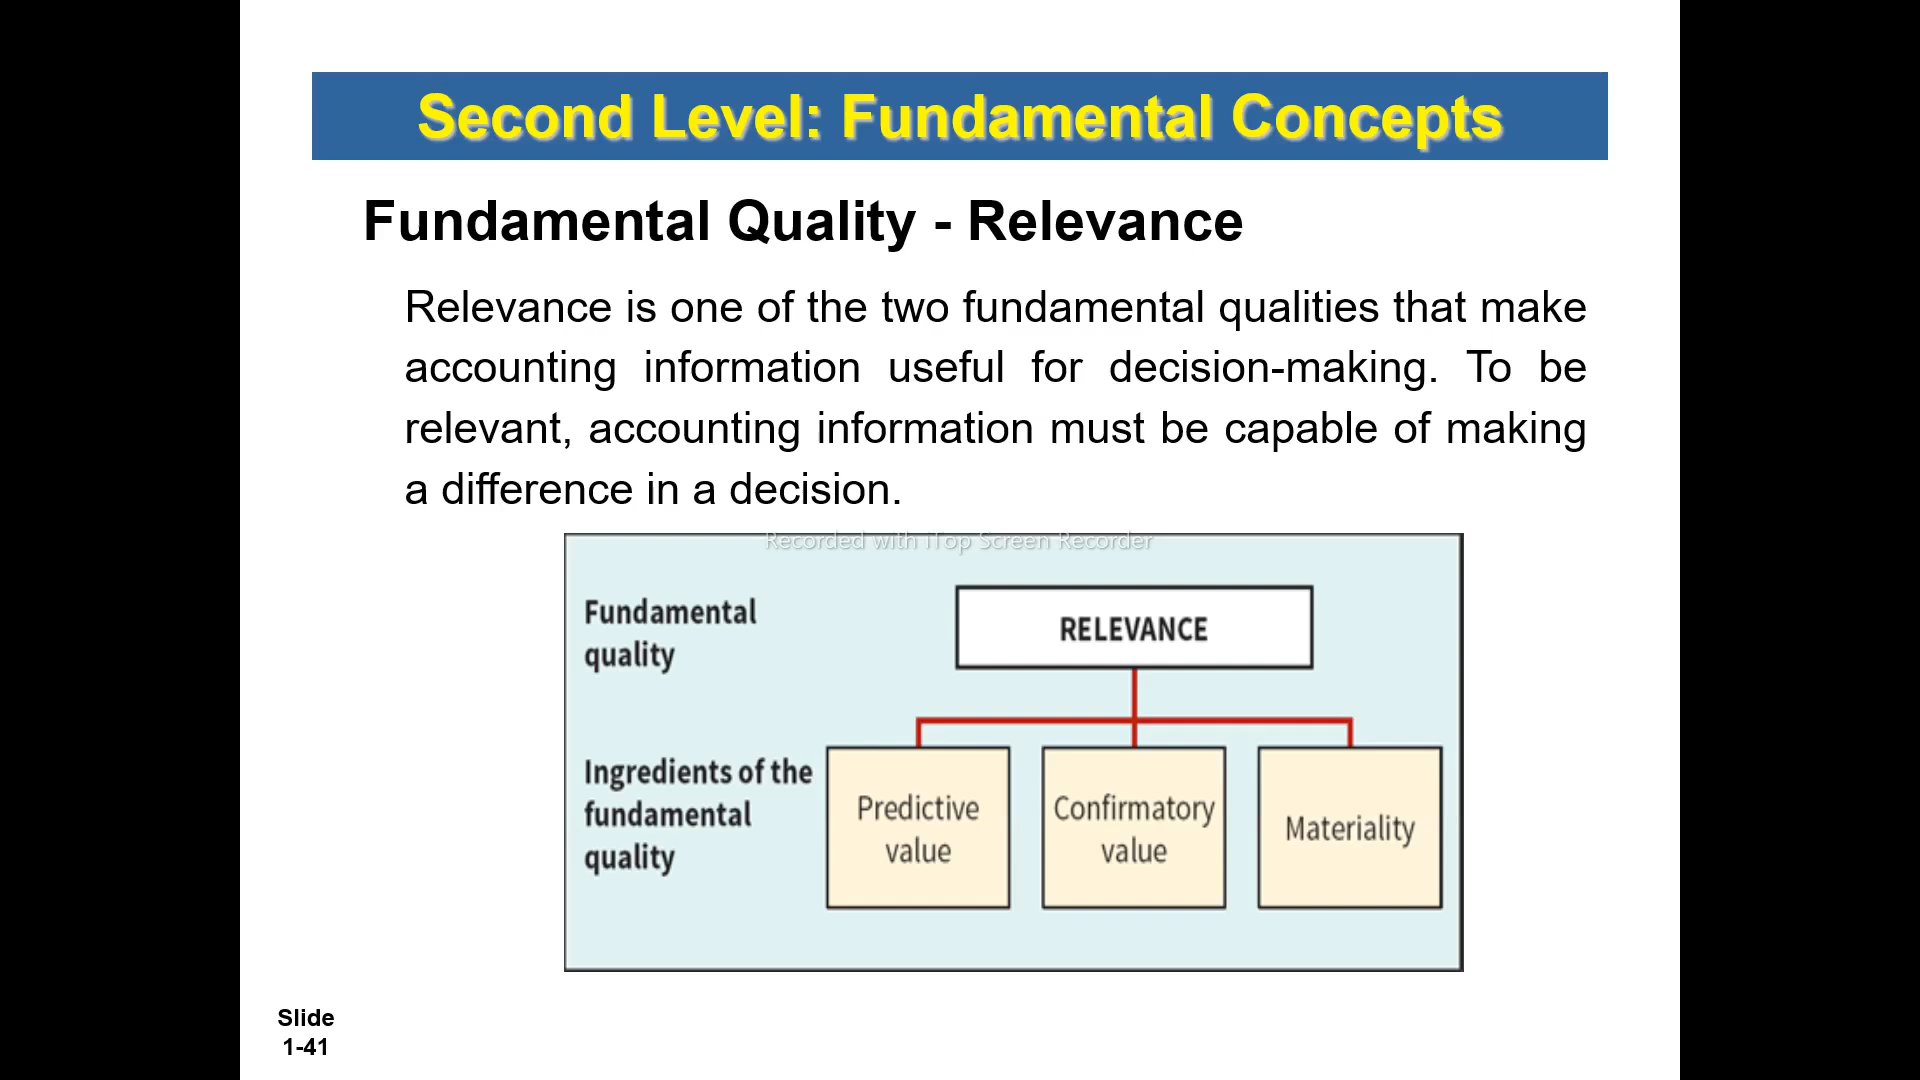 Second Level: Fundamental Concepts
Fundamental Quality - Relevance
Relevance is one of the two fundamental qualities that make
accounting information useful for decision-making. To be
relevant, accounting information must be capable of making
a difference in a decision.
Recorded with iTop Screen Recorder
Fundamental
quality
RELEVANCE
Ingredients of the
fundamental
quality
Predictive
value
Confirmatory
value
Materiality
Slide
1-41